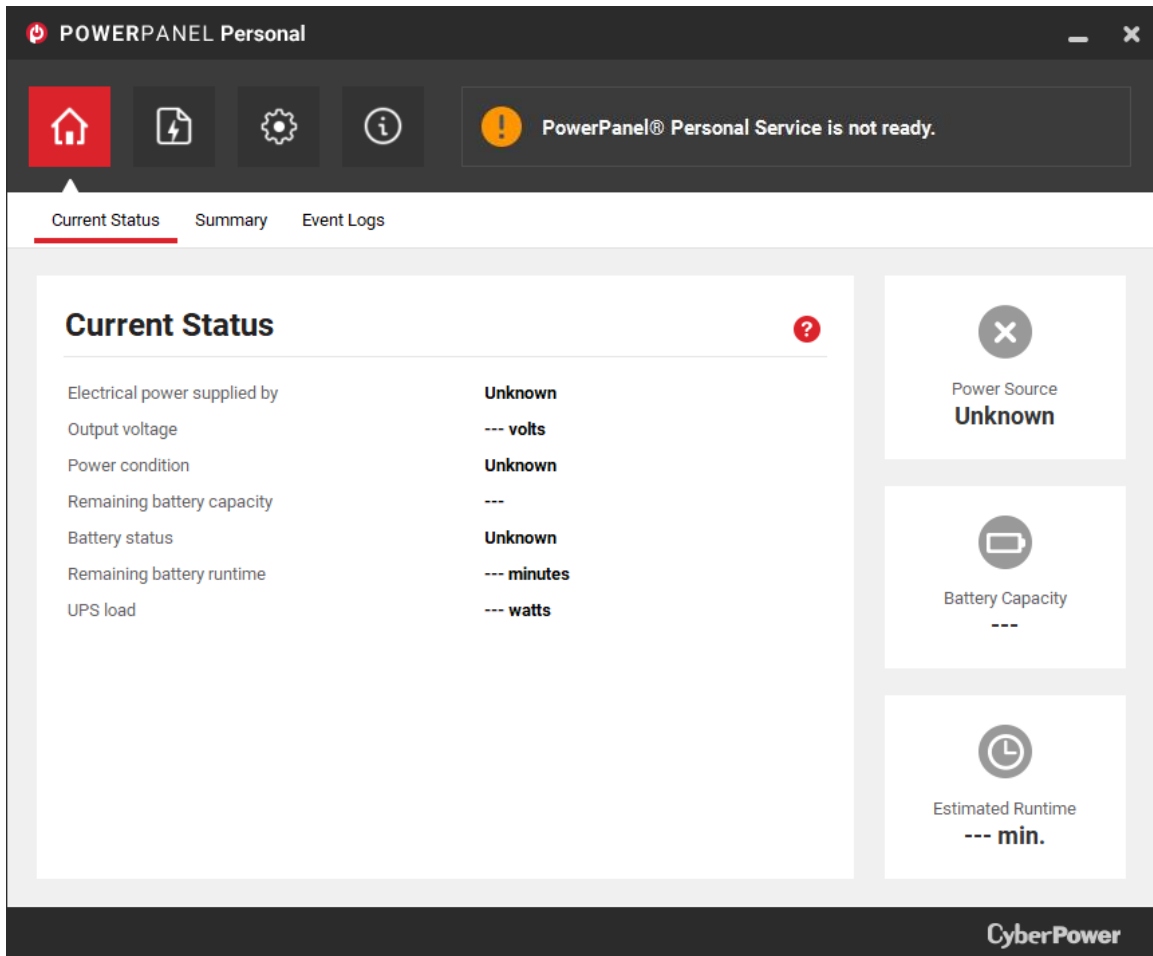 POWERPANEL Personal
PowerPanel® Personal Service is not ready.
Current Status Summary Event Logs
Current Status
Electrical power supplied by Unknown
Output voltage --- volts
Power condition Unknown
Remaining battery capacity ---
Battery status Unknown
Remaining battery runtime --- minutes
UPS load --- watts
Power Source
Unknown
Battery Capacity
---
Estimated Runtime
--- min.
CyberPower